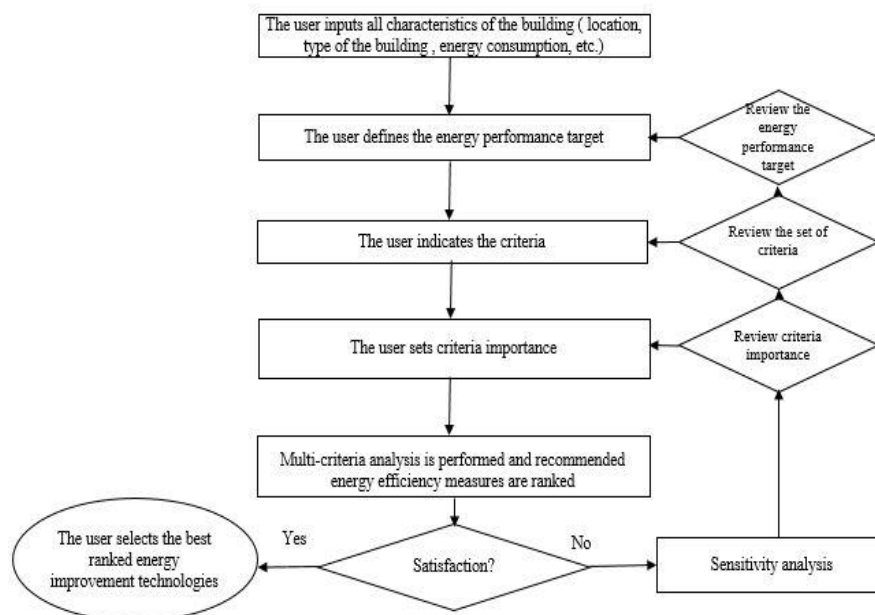 The user inputs all characteristics of the building ( location,
type of the building , energy consumption, etc.)
Review the
energy
performance
target
The user defines the energy performance target
Review the set of
criteria
The user indicates the criteria
Review criteria
importance
The user sets criteria importance
Multi-criteria analysis is performed and recommended
energy efficiency measures are ranked
The user selects the best
ranked energy
improvement technologies
Yes
Satisfaction?
No
Sensitivity analysis